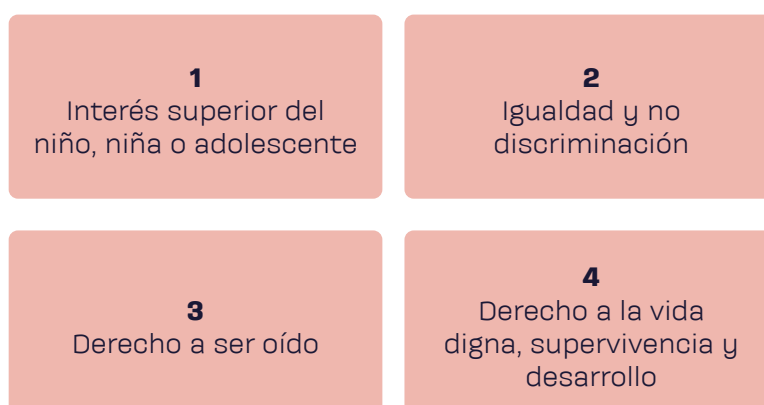 1
Interés superior del
niño, niña o adolescente
2
Igualdad y no
discriminación
3
Derecho a ser oído
4
Derecho a la vida
digna, supervivencia y
desarrollo